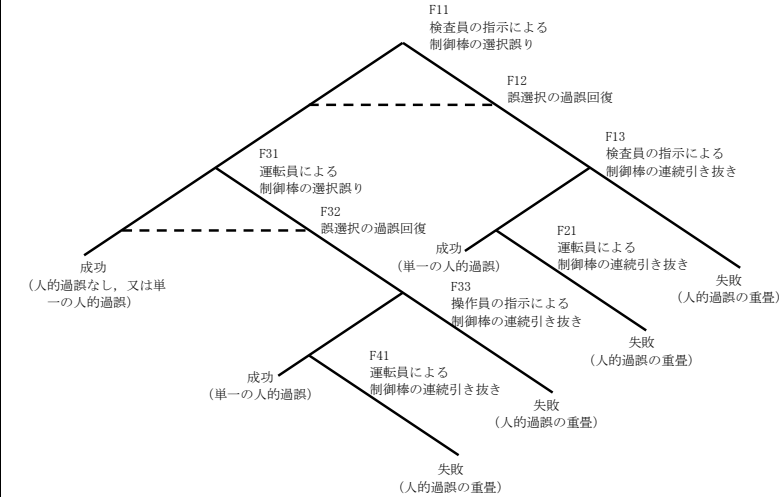 F11
検査員の指示による
制御棒の選択誤り
F12
誤選択の過誤回復
F13
検査員の指示による
制御棒の連続引き抜き
F31
運転員による
制御棒の選択誤り
F32
誤選択の過誤回復
F21
運転員による
制御棒の連続引き抜き
成功
(単一の人的過誤)
成功
(人的過誤なし，又は単
一の人的過誤)
失敗
(人的過誤の重畳)
F33
操作員の指示による
制御棒の連続引き抜き
失敗
(人的過誤の重畳)
F41
運転員による
制御棒の連続引き抜き
成功
(単一の人的過誤)
失敗
(人的過誤の重畳)
失敗
(人的過誤の重畳)